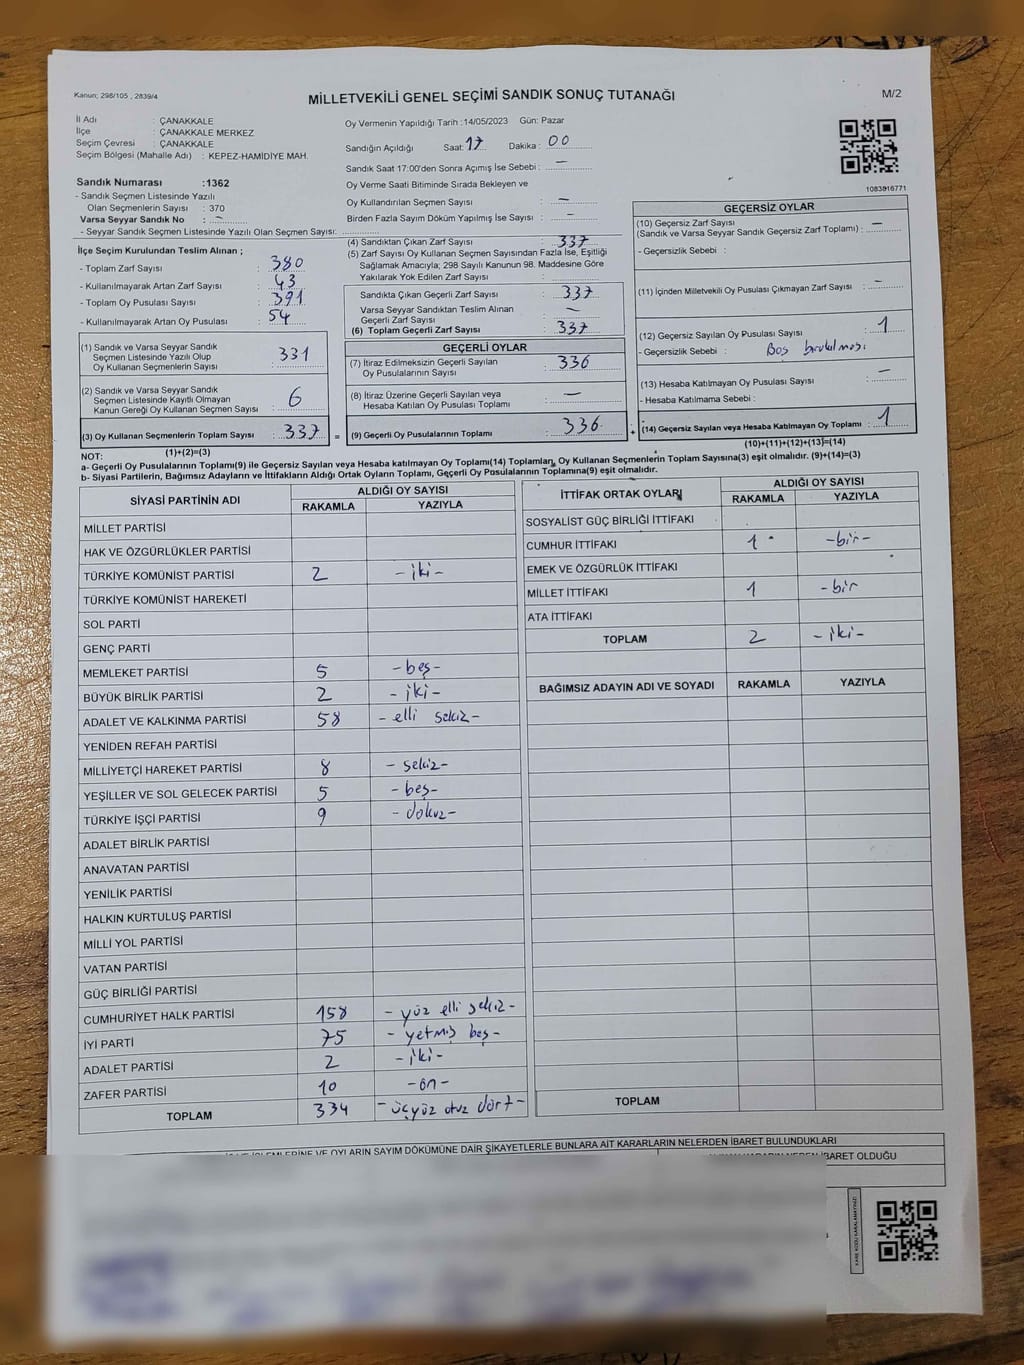 Kanun; 298/105 , 2839/4
MİLLETVEKİLİ GENEL SEÇİMİ SANDIK SONUÇ TUTANAĞI
M/2
İl Adı : ÇANAKKALE
İlçe : ÇANAKKALE MERKEZ
Seçim Çevresi : ÇANAKKALE
Seçim Bölgesi (Mahalle Adı) : KEPEZ-HAMİDİYE MAH.
Oy Vermenin Yapıldığı Tarih :14/05/2023 Gün: Pazar
Sandığın Açıldığı Saat: 17 Dakika : 00
Sandık Saat 17:00'den Sonra Açımış İse Sebebi : —
Oy Verme Saati Bitiminde Sırada Bekleyen ve
Oy Kullandırılan Seçmen Sayısı : —
Birden Fazla Sayım Döküm Yapılmış İse Sayısı : —
1083916771
Sandık Numarası :1362
- Sandık Seçmen Listesinde Yazılı
Olan Seçmenlerin Sayısı : 370
Varsa Seyyar Sandık No : —
- Seyyar Sandık Seçmen Listesinde Yazılı Olan Seçmen Sayısı:
İlçe Seçim Kurulundan Teslim Alınan ;
- Toplam Zarf Sayısı : 380
- Kullanılmayarak Artan Zarf Sayısı : 43
- Toplam Oy Pusulası Sayısı : 391
- Kullanılmayarak Artan Oy Pusulası : 54
(1) Sandık ve Varsa Seyyar Sandık
Seçmen Listesinde Yazılı Olup
Oy Kullanan Seçmenlerin Sayısı : 331
(2) Sandık ve Varsa Seyyar Sandık
Seçmen Listesinde Kayıtlı Olmayan
Kanun Gereği Oy Kullanan Seçmen Sayısı : 6
(3) Oy Kullanan Seçmenlerin Toplam Sayısı : 337
(1)+(2)=(3)
(4) Sandıktan Çıkan Zarf Sayısı : 337
(5) Zarf Sayısı Oy Kullanan Seçmen Sayısından Fazla İse, Eşitliği
Sağlamak Amacıyla; 298 Sayılı Kanunun 98. Maddesine Göre
Yakılarak Yok Edilen Zarf Sayısı :
Sandıkta Çıkan Geçerli Zarf Sayısı : 337
Varsa Seyyar Sandıktan Teslim Alınan
Geçerli Zarf Sayısı : —
(6) Toplam Geçerli Zarf Sayısı : 337
GEÇERLİ OYLAR
(7) İtiraz Edilmeksizin Geçerli Sayılan
Oy Pusulalarının Sayısı : 336
(8) İtiraz Üzerine Geçerli Sayılan veya
Hesaba Katılan Oy Pusulası Toplamı : —
= (9) Geçerli Oy Pusulalarının Toplamı : 336
GEÇERSİZ OYLAR
(10) Geçersiz Zarf Sayısı
(Sandık ve Varsa Seyyar Sandık Geçersiz Zarf Toplamı) : —
- Geçersizlik Sebebi :
(11) İçinden Milletvekili Oy Pusulası Çıkmayan Zarf Sayısı : —
(12) Geçersiz Sayılan Oy Pusulası Sayısı : 1
- Geçersizlik Sebebi : Boş bırakılması
(13) Hesaba Katılmayan Oy Pusulası Sayısı : —
- Hesaba Katılmama Sebebi :
+ (14) Geçersiz Sayılan veya Hesaba Katılmayan Oy Toplamı : 1
(10)+(11)+(12)+(13)=(14)
NOT:
a- Geçerli Oy Pusulalarının Toplamı(9) ile Geçersiz Sayılan veya Hesaba katılmayan Oy Toplamı(14) Toplamları, Oy Kullanan Seçmenlerin Toplam Sayısına(3) eşit olmalıdır. (9)+(14)=(3)
b- Siyasi Partilerin, Bağımsız Adayların ve İttifakların Aldığı Ortak Oyların Toplamı, Geçerli Oy Pusulalarının Toplamına(9) eşit olmalıdır.
SİYASİ PARTİNİN ADI ALDIĞI OY SAYISI
RAKAMLA YAZIYLA
MİLLET PARTİSİ
HAK VE ÖZGÜRLÜKLER PARTİSİ
TÜRKİYE KOMÜNİST PARTİSİ 2 -iki-
TÜRKİYE KOMÜNİST HAREKETİ
SOL PARTİ
GENÇ PARTİ
MEMLEKET PARTİSİ 5 -beş-
BÜYÜK BİRLİK PARTİSİ 2 -iki-
ADALET VE KALKINMA PARTİSİ 58 -elli sekiz-
YENİDEN REFAH PARTİSİ
MİLLİYETÇİ HAREKET PARTİSİ 8 -sekiz-
YEŞİLLER VE SOL GELECEK PARTİSİ 5 -beş-
TÜRKİYE İŞÇİ PARTİSİ 9 -dokuz-
ADALET BİRLİK PARTİSİ
ANAVATAN PARTİSİ
YENİLİK PARTİSİ
HALKIN KURTULUŞ PARTİSİ
MİLLİ YOL PARTİSİ
VATAN PARTİSİ
GÜÇ BİRLİĞİ PARTİSİ
CUMHURİYET HALK PARTİSİ 158 -yüz elli sekiz-
İYİ PARTİ 75 -yetmiş beş-
ADALET PARTİSİ 2 -iki-
ZAFER PARTİSİ 10 -on-
TOPLAM 334 -üçyüz otuz dört-
İTTİFAK ORTAK OYLARI ALDIĞI OY SAYISI
RAKAMLA YAZIYLA
SOSYALİST GÜÇ BİRLİĞİ İTTİFAKI
CUMHUR İTTİFAKI 1 -bir-
EMEK VE ÖZGÜRLÜK İTTİFAKI
MİLLET İTTİFAKI 1 -bir
ATA İTTİFAKI
TOPLAM 2 -iki-
BAĞIMSIZ ADAYIN ADI VE SOYADI RAKAMLA YAZIYLA
TOPLAM
VE OYLARIN SAYIM DÖKÜMÜNE DAİR ŞİKAYETLERLE BUNLARA AİT KARARLARIN NELERDEN İBARET BULUNDUKLARI
İBARET OLDUĞU
KARE KODU KARALAMAYINIZ!